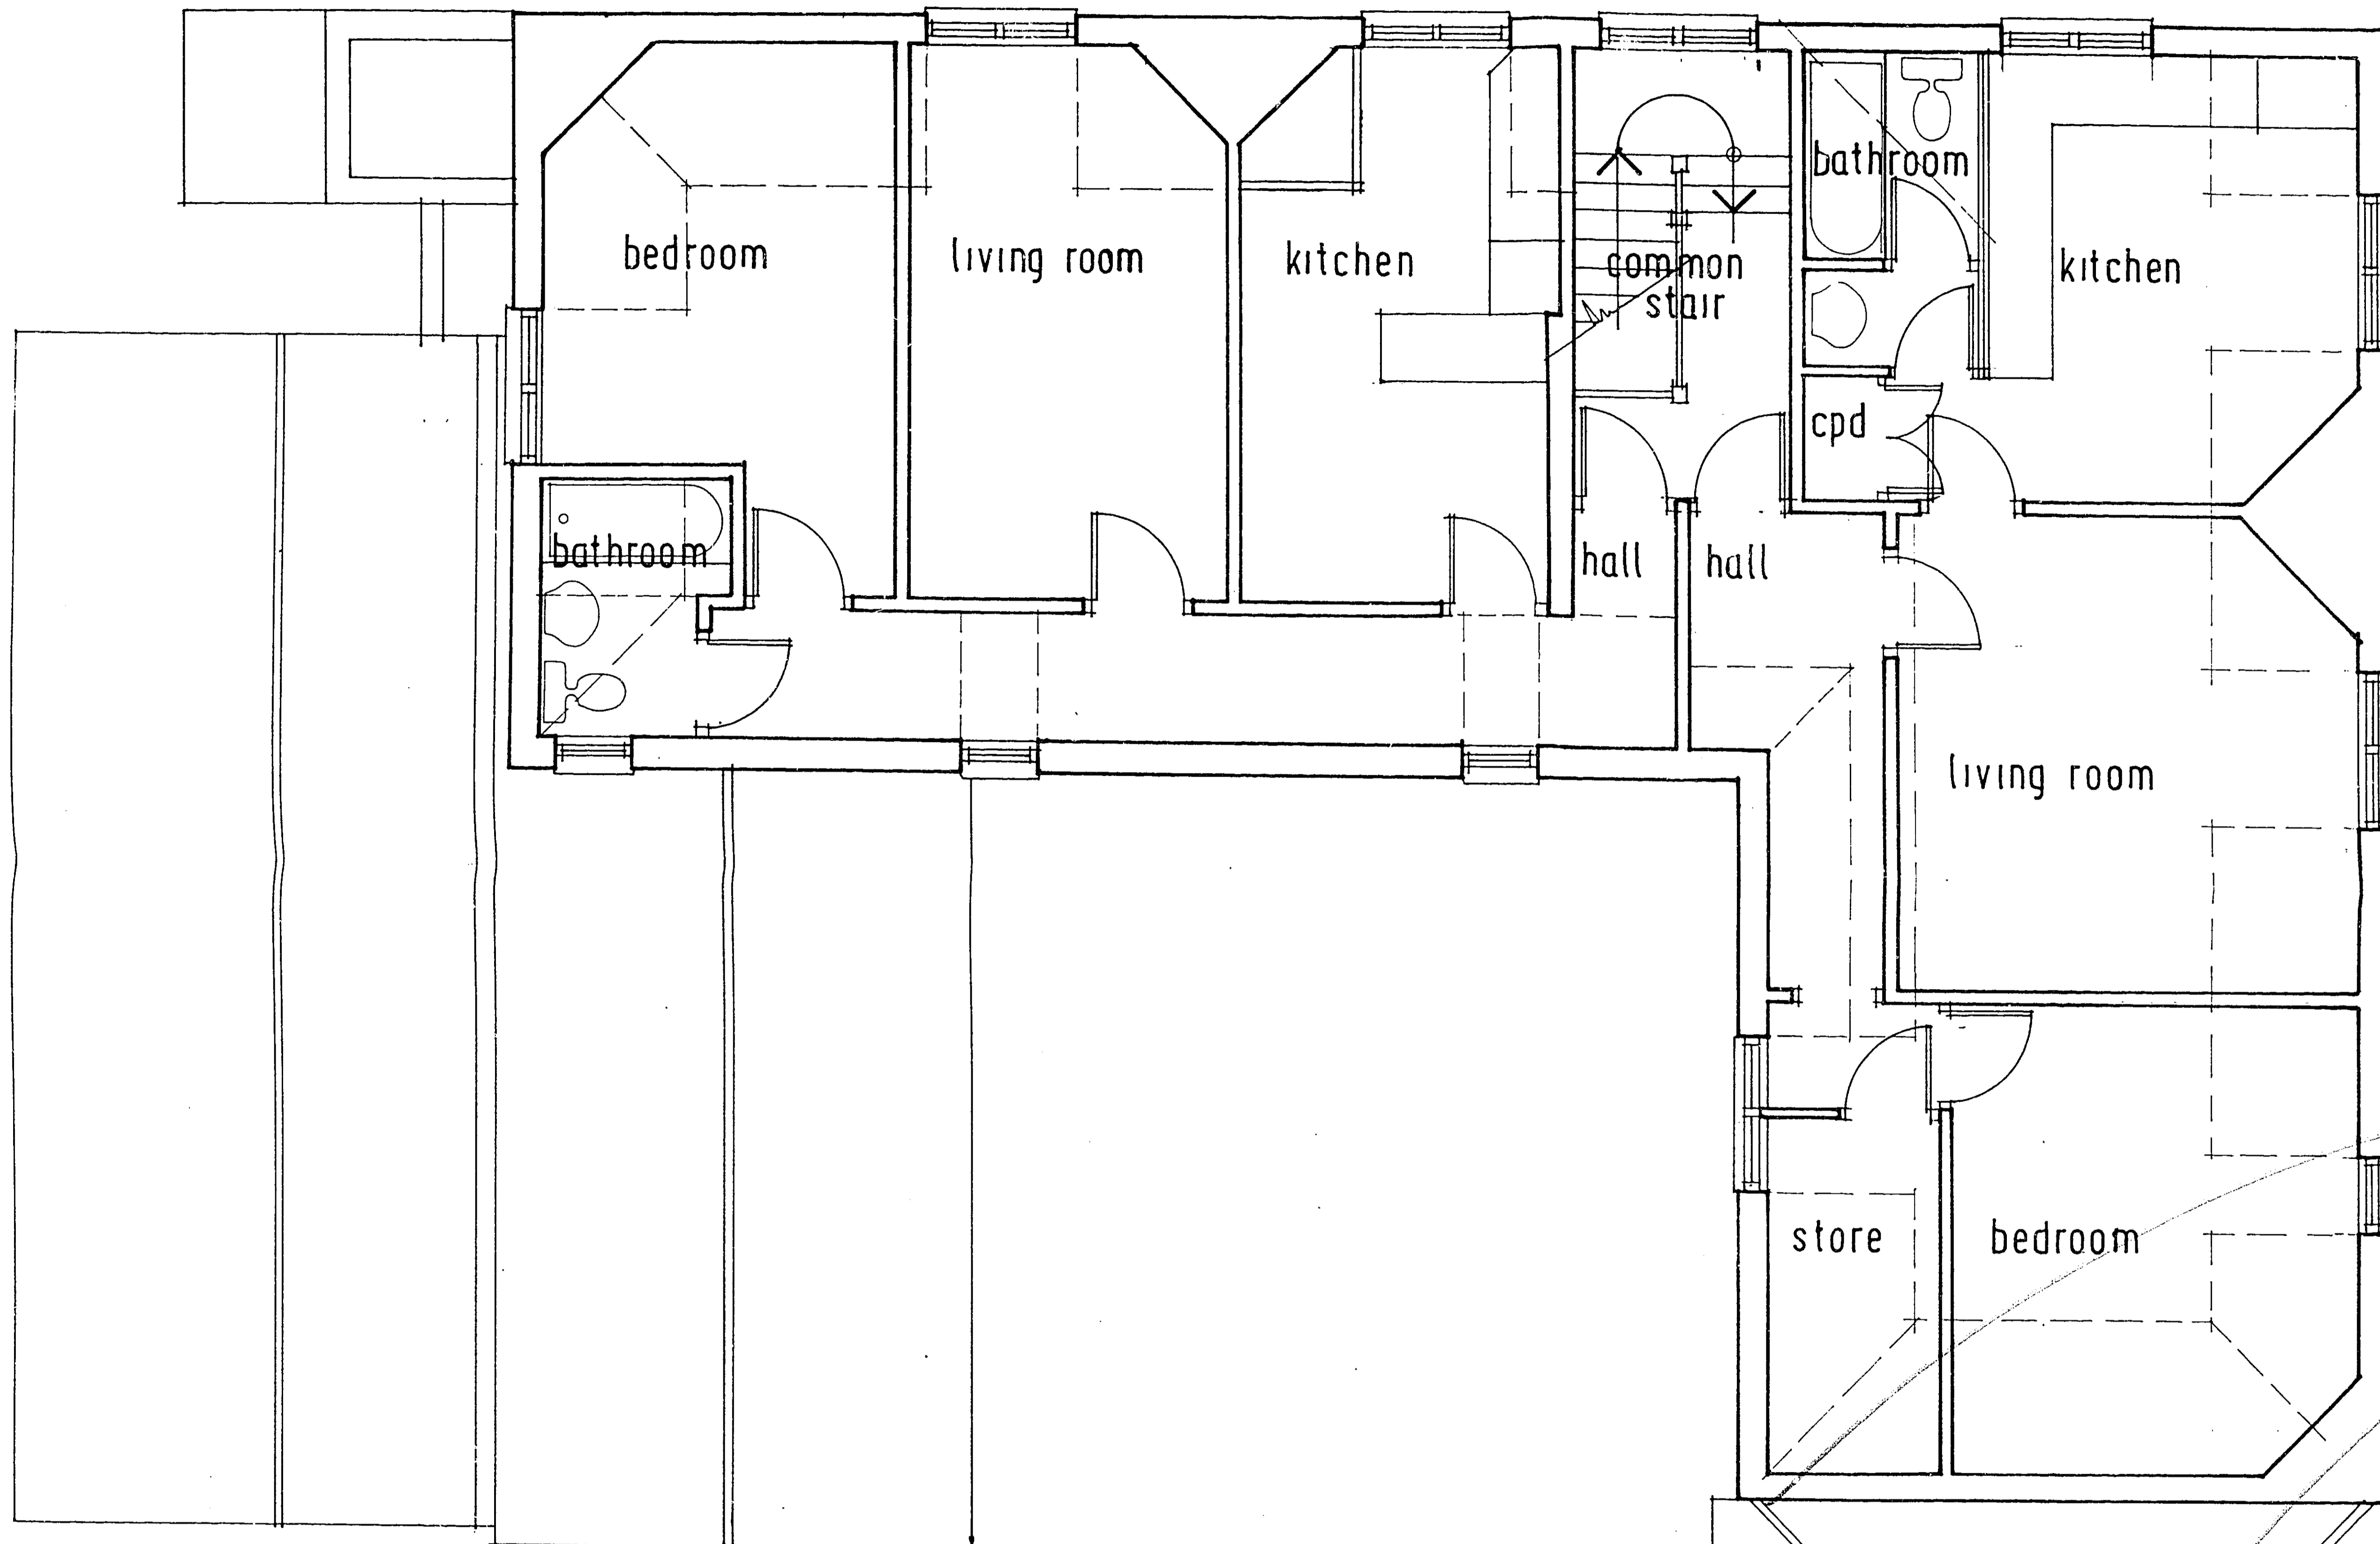 bedroom
living room
kitchen
common
stair
bathroom
kitchen
cpd
bathroom
hall
hall
living room
store
bedroom